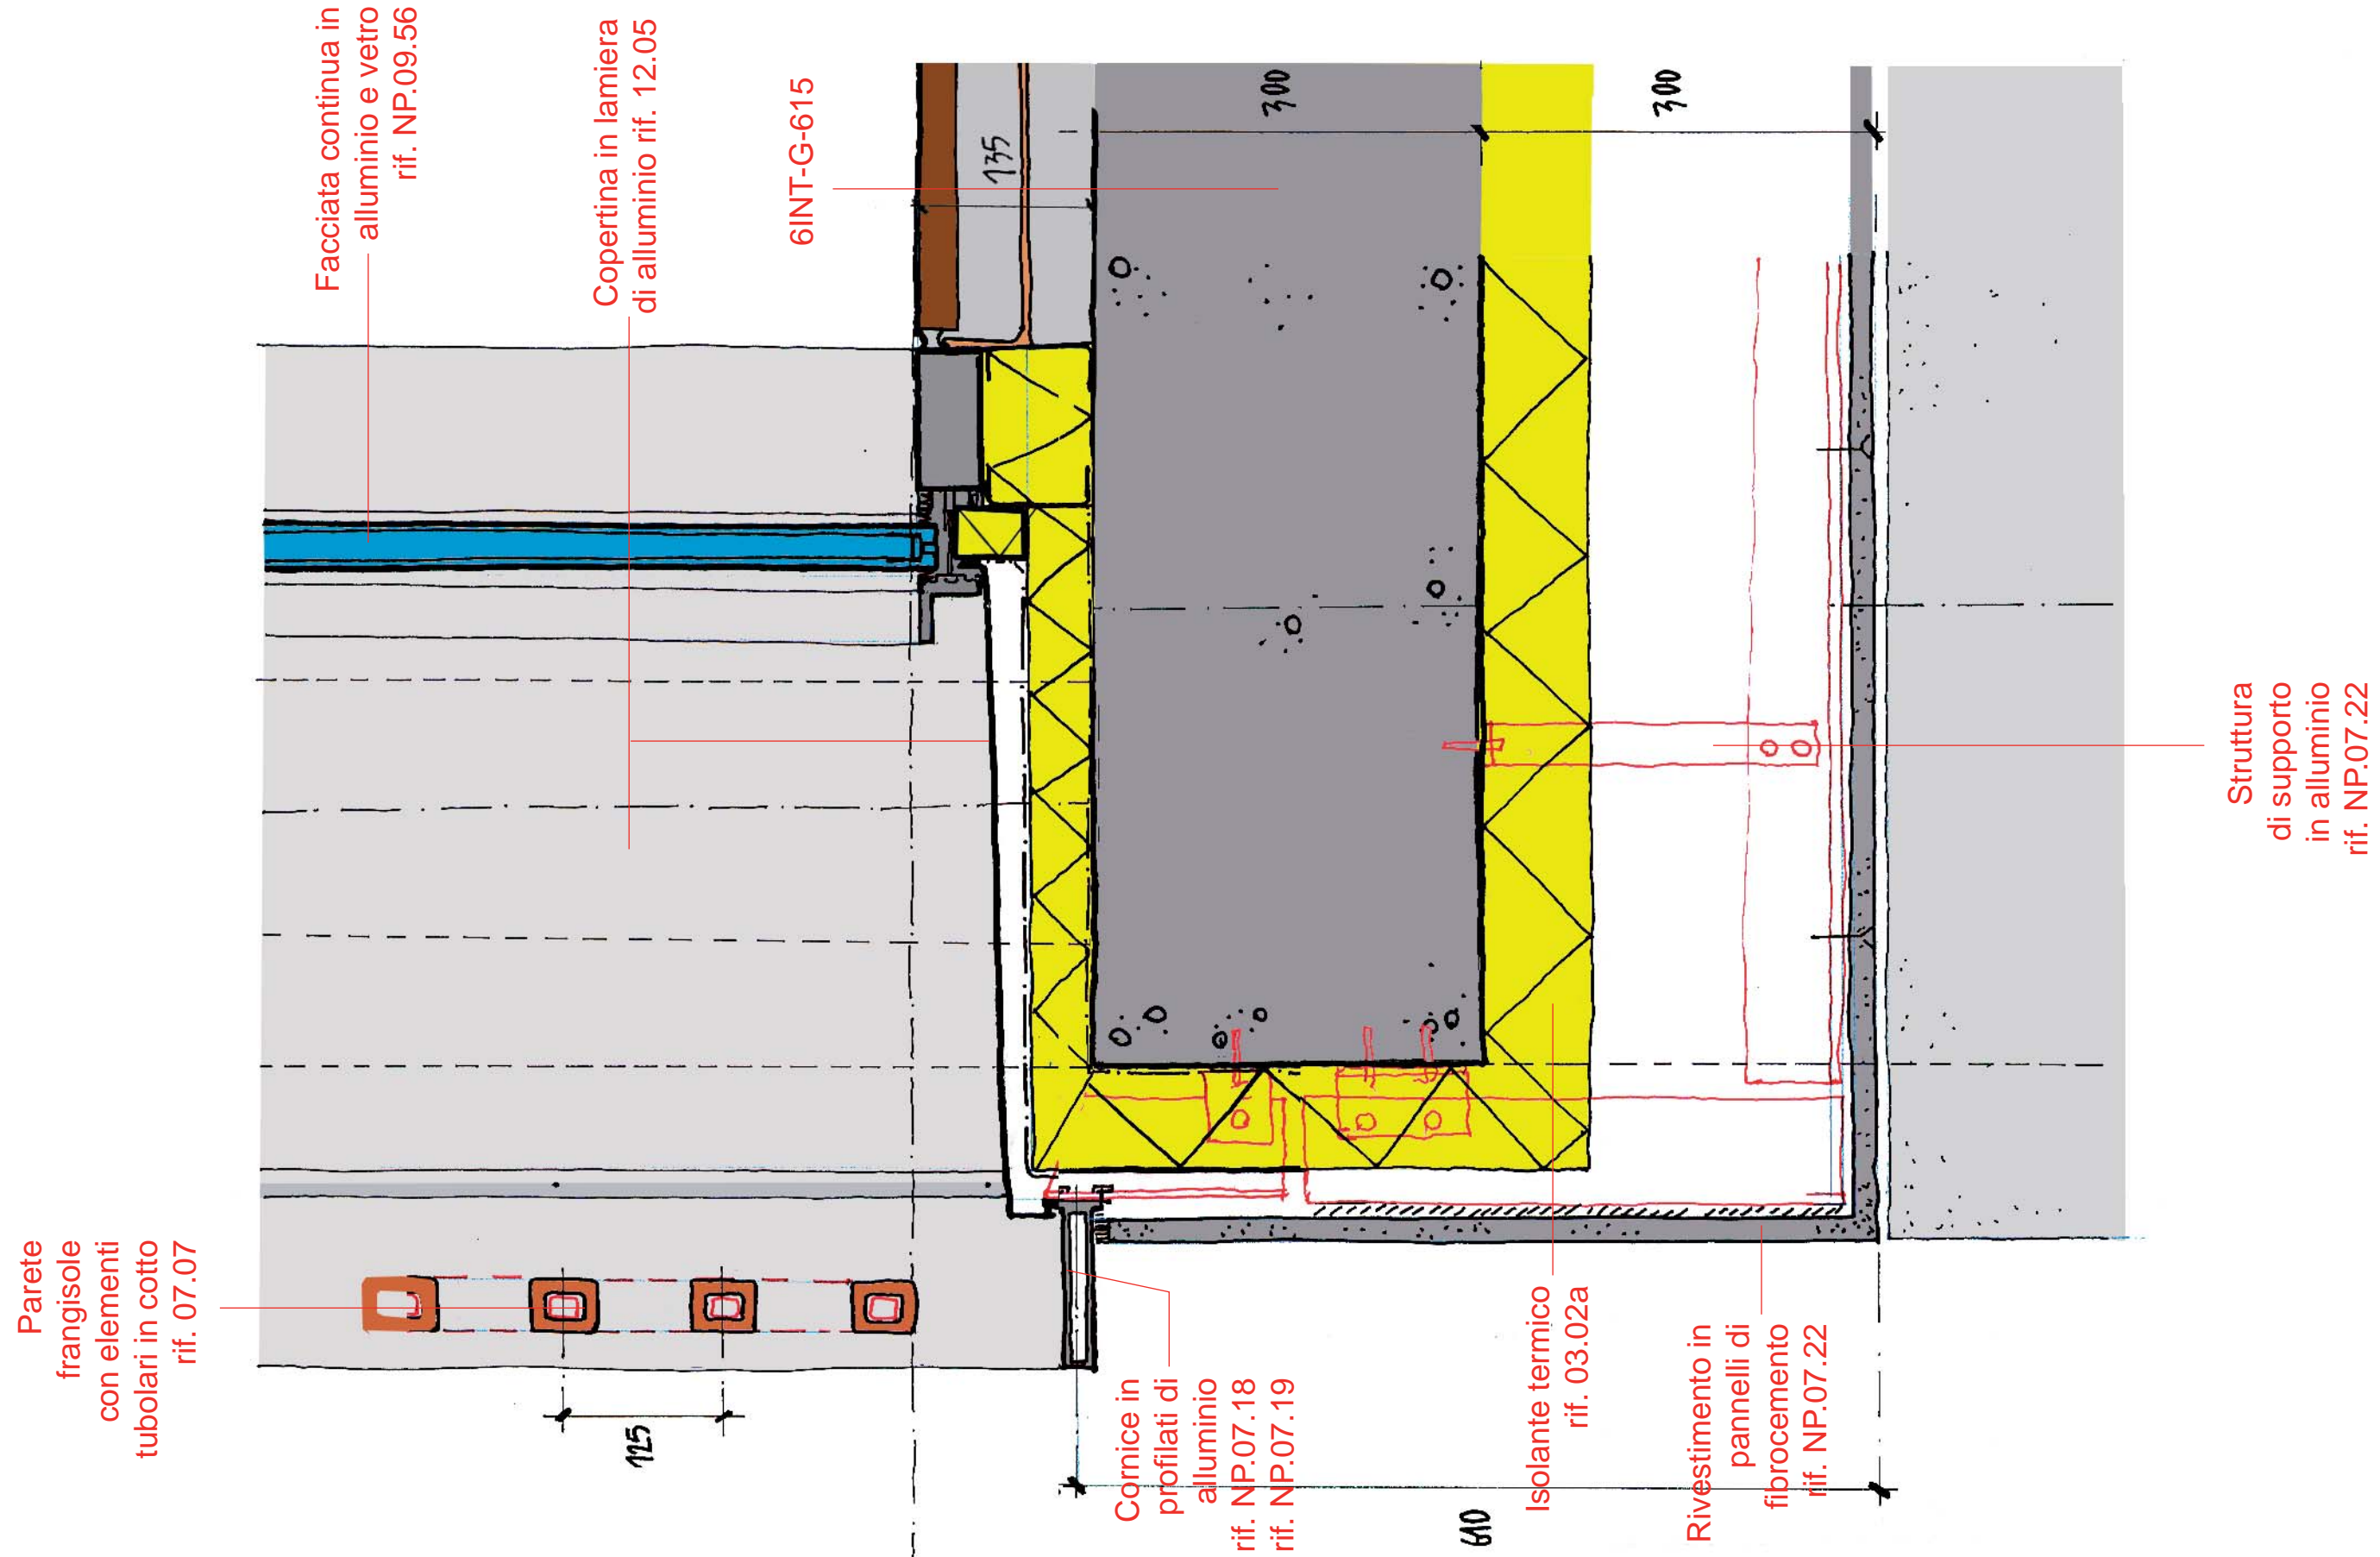 Facciata continua in
alluminio e vetro
rif. NP.09.56
Copertina in lamiera
di alluminio rif. 12.05
6INT-G-615
135
300
300
Struttura
di supporto
in alluminio
rif. NP.07.22
Parete
frangisole
con elementi
tubolari in cotto
rif. 07.07
125
Cornice in
profilati di
alluminio
rif. NP.07.18
rif. NP.07.19
610
Isolante termico
rif. 03.02a
Rivestimento in
pannelli di
fibrocemento
rif. NP.07.22